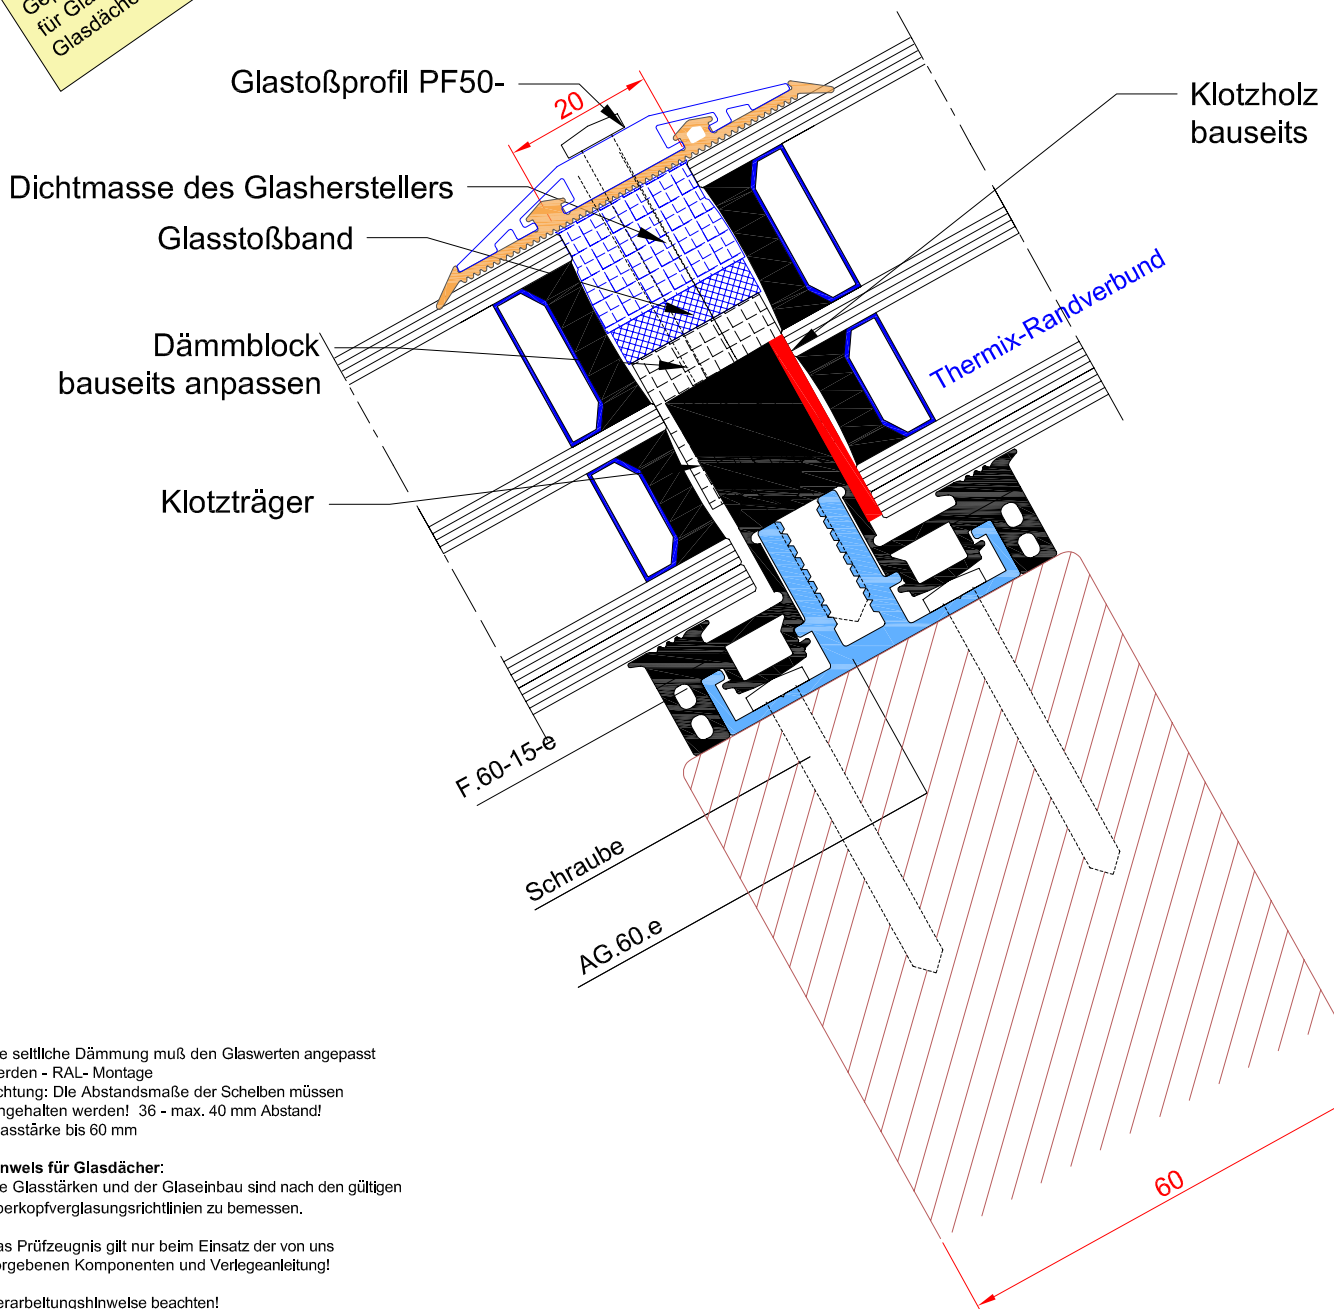 für
Glasdäche
20
Glastoßprofil PF50-
Klotzholz
bauseits
Dichtmasse des Glasherstellers
Glasstoßband
Thermix-Randverbund
Dämmblock
bauseits anpassen
Klotzträger
F.60-15-e
Schraube
AG.60.e
60
e seitliche Dämmung muß den Glaswerten angepasst
erden - RAL- Montage
chtung: Die Abstandsmaße der Scheiben müssen
ngehalten werden! 36 - max. 40 mm Abstand!
asstärke bis 60 mm
nweis für Glasdächer:
e Glasstärken und der Glaseinbau sind nach den gültigen
berkopfverglasungsrichtlinien zu bemessen.
as Prüfzeugnis gilt nur beim Einsatz der von uns
rgebenen Komponenten und Verlegeanleitung!
erarbeitungshinweise beachten!